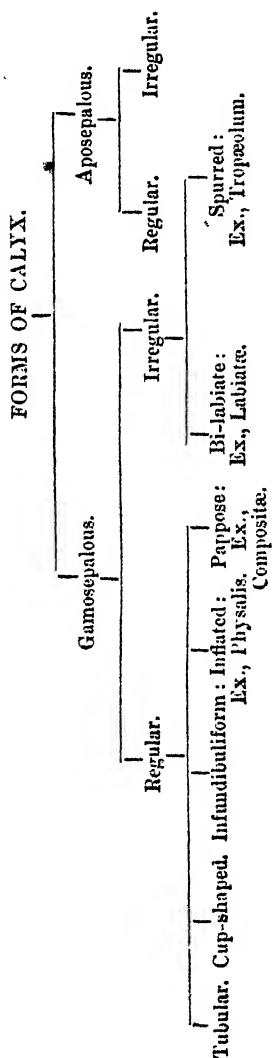 FORMS OF CALYX.
Gamosepalous. Aposepalous.
Regular. Irregular. Regular. Irregular.
Tubular. Cup-shaped. Infundibuliform: Inflated: Pappose: Bi-labiate: Spurred:
Ex., Physalis. Ex., Ex., Labiatæ. Ex., Tropæolum.
Compositæ.